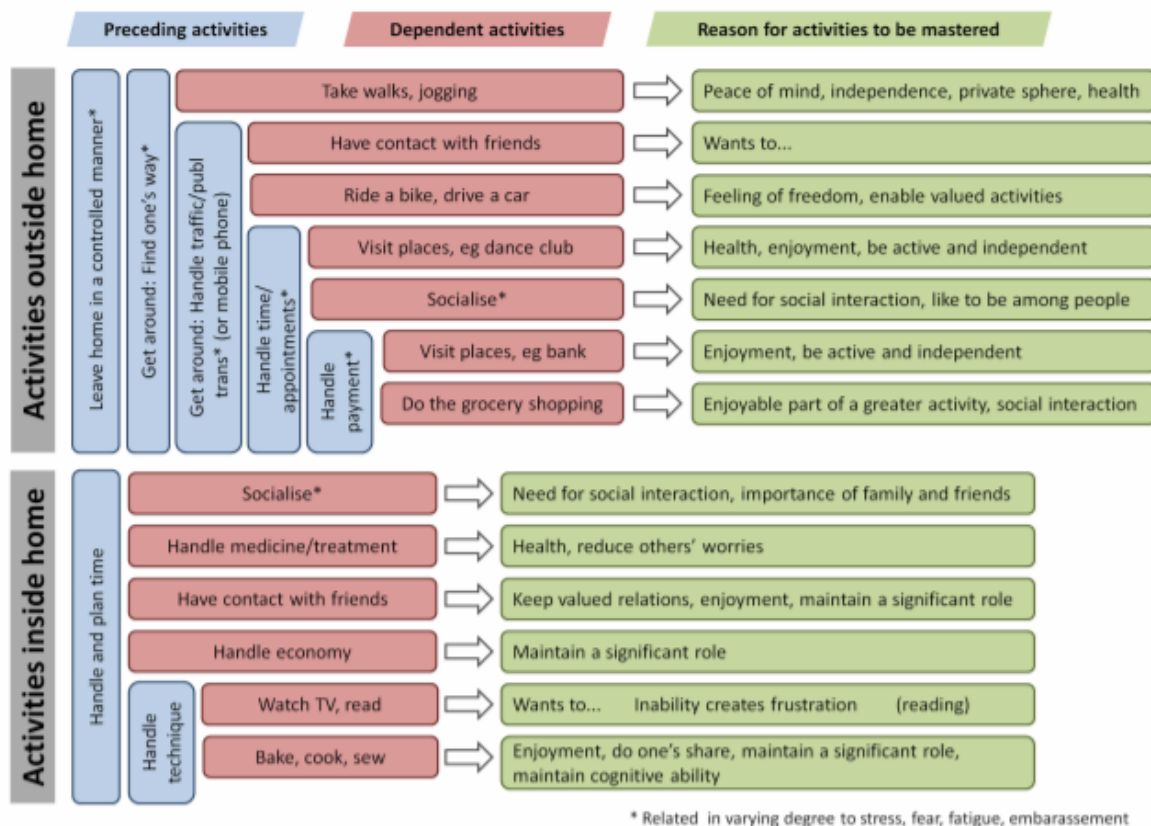 Preceding activities
Dependent activities
Reason for activities to be mastered
Activities outside home
Leave home in a controlled manner*
Get around: Find one's way*
Get around: Handle traffic/publ
trans* (or mobile phone)
Handle time/
appointments*
Handle
payment*
Take walks, jogging
Peace of mind, independence, private sphere, health
Have contact with friends
Wants to...
Ride a bike, drive a car
Feeling of freedom, enable valued activities
Visit places, eg dance club
Health, enjoyment, be active and independent
Socialise*
Need for social interaction, like to be among people
Visit places, eg bank
Enjoyment, be active and independent
Do the grocery shopping
Enjoyable part of a greater activity, social interaction
Activities inside home
Handle and plan time
Handle
technique
Socialise*
Need for social interaction, importance of family and friends
Handle medicine/treatment
Health, reduce others' worries
Have contact with friends
Keep valued relations, enjoyment, maintain a significant role
Handle economy
Maintain a significant role
Watch TV, read
Wants to... Inability creates frustration (reading)
Bake, cook, sew
Enjoyment, do one's share, maintain a significant role,
maintain cognitive ability
* Related in varying degree to stress, fear, fatigue, embarassement